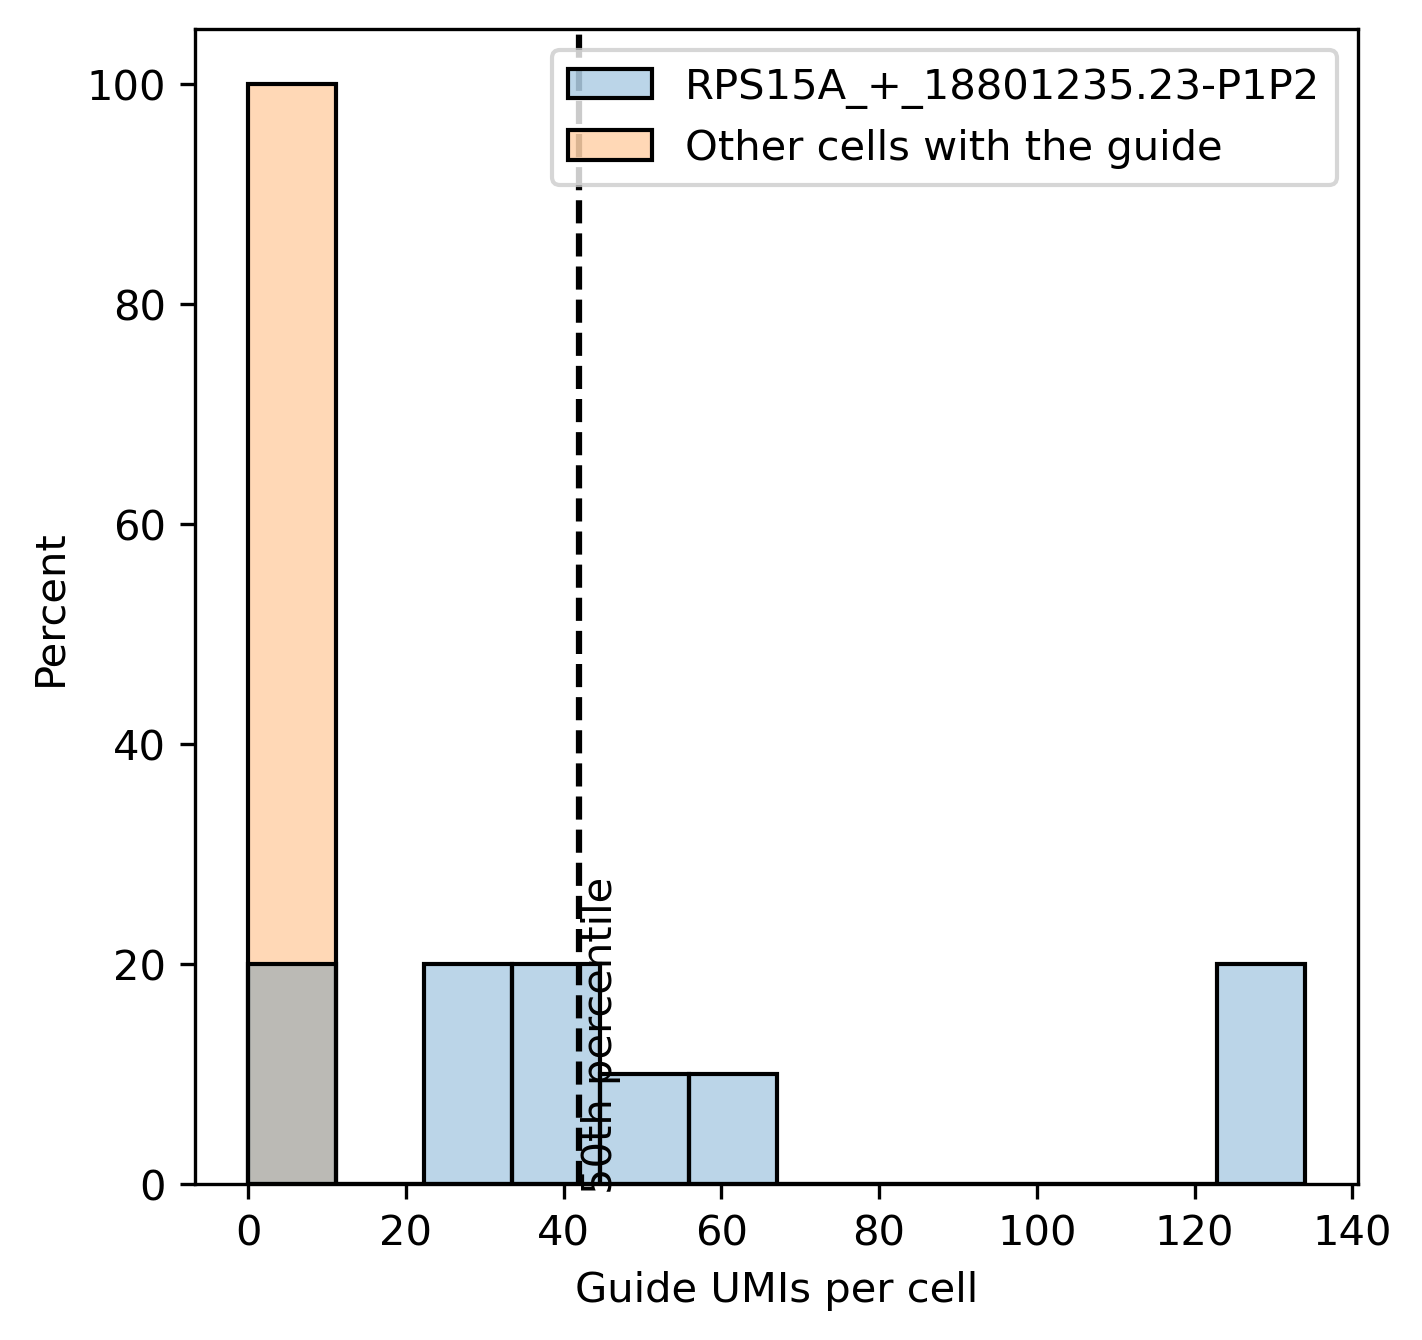 RPS15A_+_18801235.23-P1P2
Other cells with the guide
100
80
60
40
20
0
Percent
50th percentile
0 20 40 60 80 100 120 140
Guide UMIs per cell